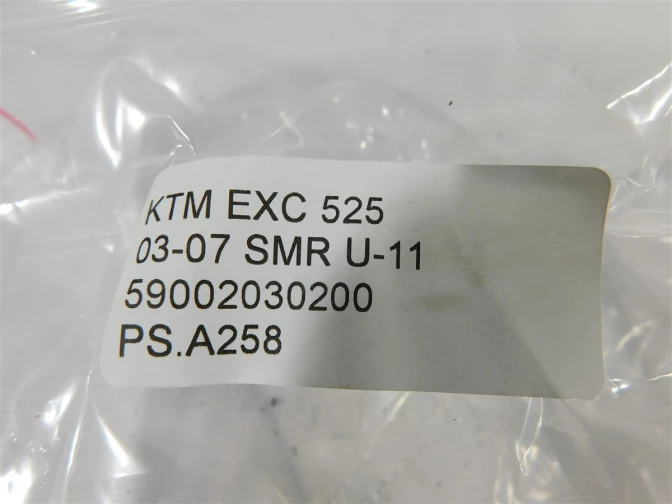 KTM EXC 525
03-07 SMR U-11
59002030200
PS.A258